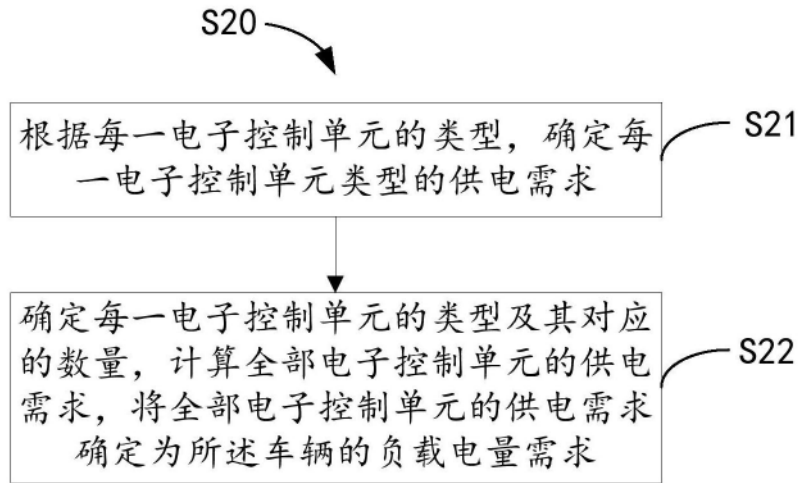 S20
根据每一电子控制单元的类型，确定每
一电子控制单元类型的供电需求
S21
确定每一电子控制单元的类型及其对应
的数量，计算全部电子控制单元的供电
需求，将全部电子控制单元的供电需求
确定为所述车辆的负载电量需求
S22